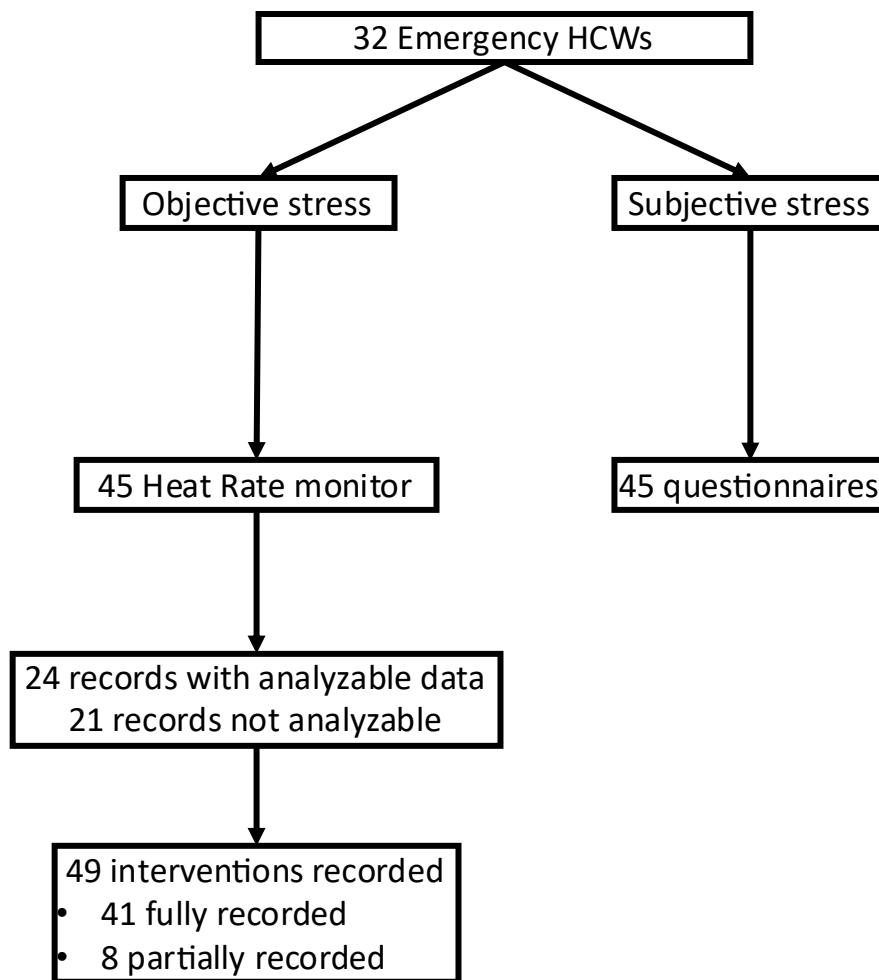 32 Emergency HCWs
Objective stress
Subjective stress
45 Heat Rate monitor
45 questionnaires
24 records with analyzable data
21 records not analyzable
49 interventions recorded
• 41 fully recorded
• 8 partially recorded